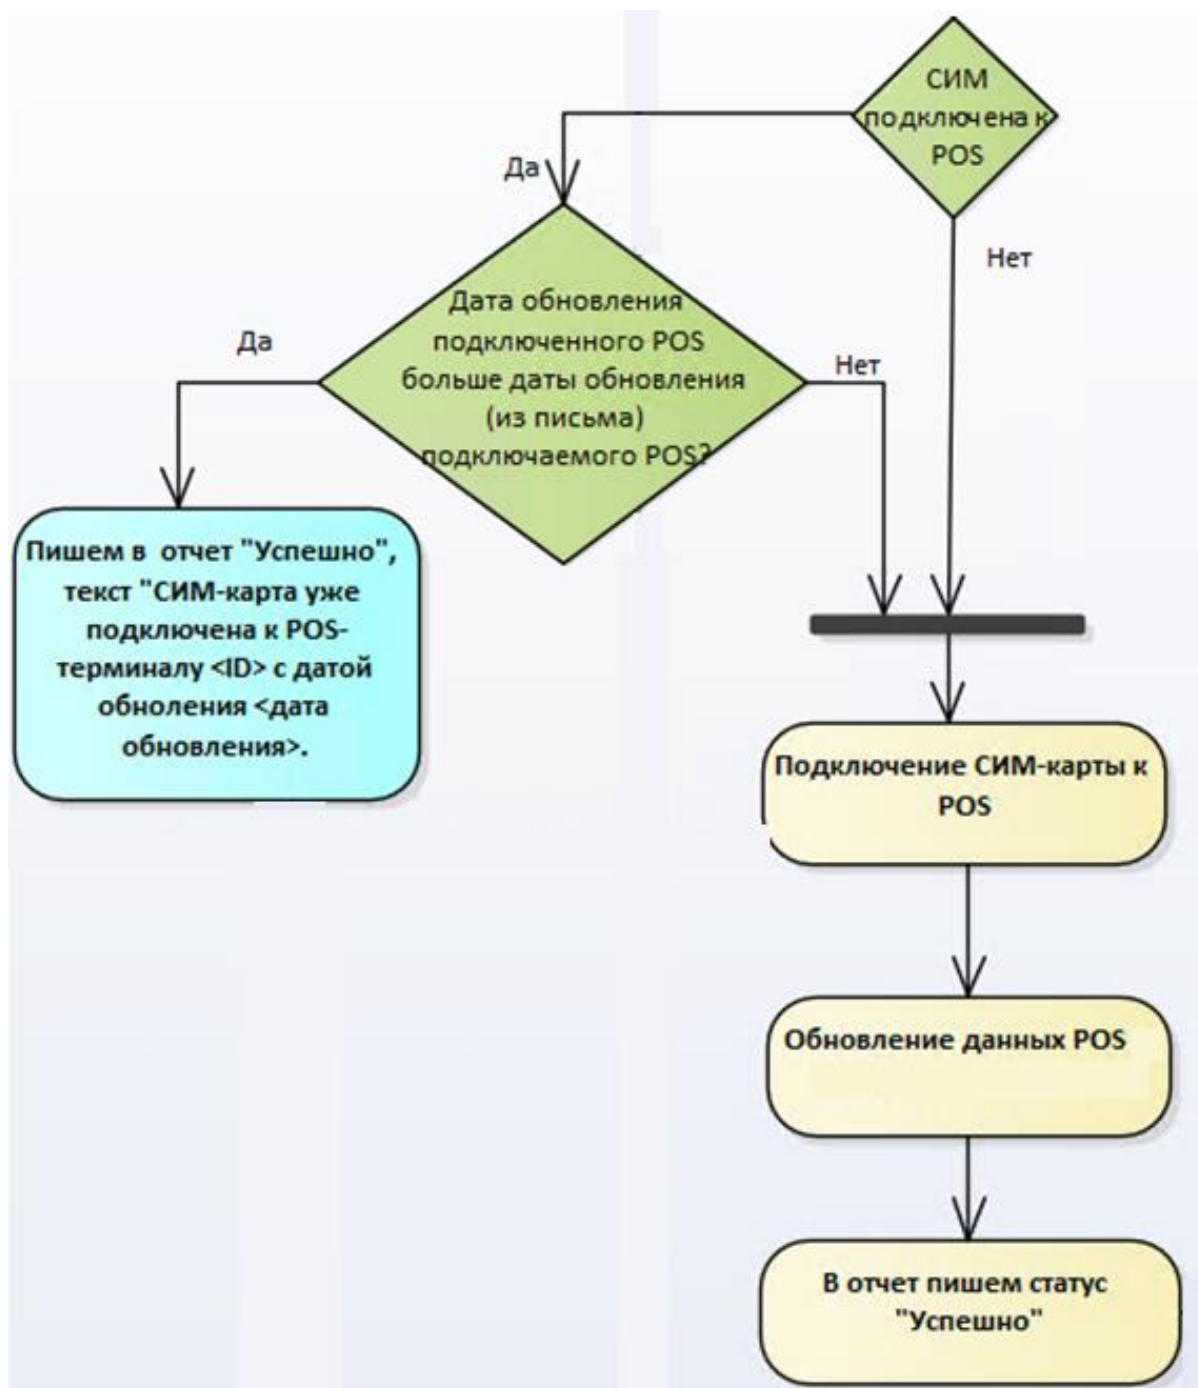 СИМ
подключена к
POS
Да
Нет
Дата обновления
подключенного POS
больше даты обновления
(из письма)
подключаемого POS?
Да
Нет
Пишем в  отчет "Успешно",
текст "СИМ-карта уже
подключена к POS-
терминалу <ID> с датой
обноления <дата
обновления>.
Подключение СИМ-карты к
POS
Обновление данных POS
В отчет пишем статус
"Успешно"